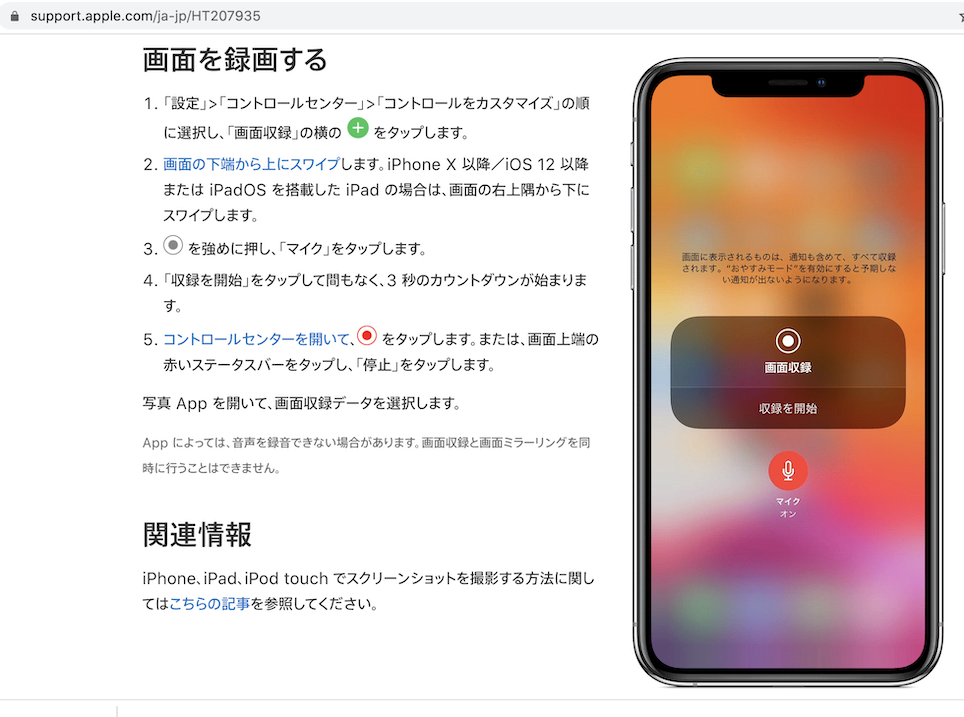 support.apple.com/ja-jp/HT207935
画面を録画する
1.「設定」>「コントロールセンター」>「コントロールをカスタマイズ」の順
に選択し、「画面収録」の横の をタップします。
2. 画面の下端から上にスワイプします。iPhone X 以降／iOS 12 以降
または iPadOS を搭載した iPad の場合は、画面の右上隅から下に
スワイプします。
3. を強めに押し、「マイク」をタップします。
4.「収録を開始」をタップして間もなく、3 秒のカウントダウンが始まりま
す。
5. コントロールセンターを開いて、 をタップします。または、画面上端の
赤いステータスバーをタップし、「停止」をタップします。
写真 App を開いて、画面収録データを選択します。
App によっては、音声を録音できない場合があります。画面収録と画面ミラーリングを同
時に行うことはできません。
関連情報
iPhone、iPad、iPod touch でスクリーンショットを撮影する方法に関し
てはこちらの記事を参照してください。
画面に表示されるものは、通知も含めて、すべて収録
されます。“おやすみモード”を有効にすると予期しな
い通知が出ないようになります。
画面収録
収録を開始
マイク
オン